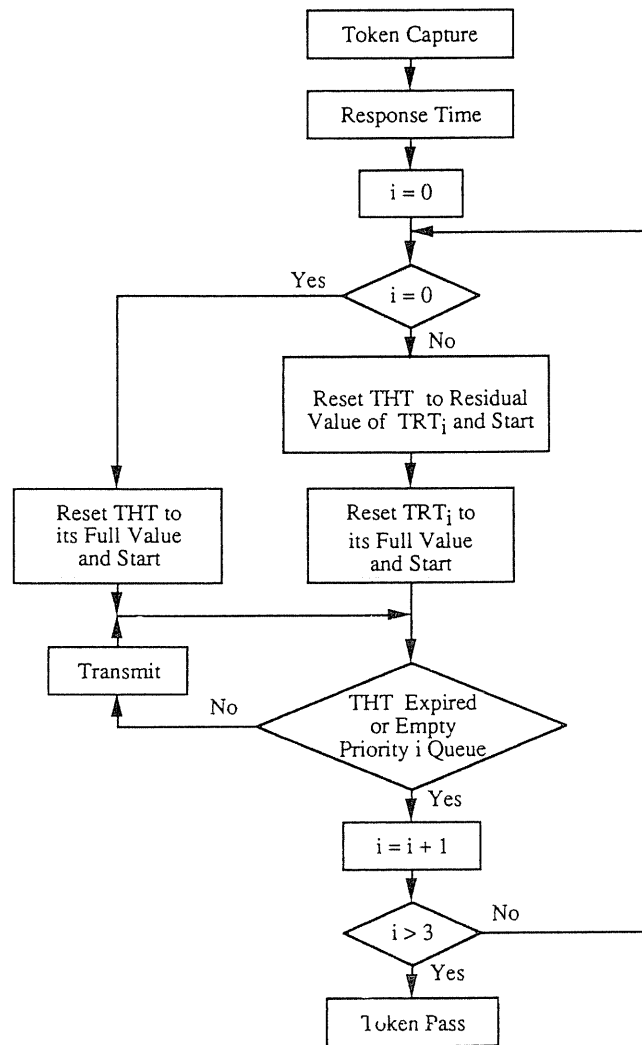 Token Capture
Response Time
i = 0
Yes
i = 0
No
Reset THT to Residual
Value of TRTi and Start
Reset THT to
its Full Value
and Start
Reset TRTi to
its Full Value
and Start
Transmit
No
THT Expired
or Empty
Priority i Queue
Yes
i = i + 1
i > 3
No
Yes
Token Pass